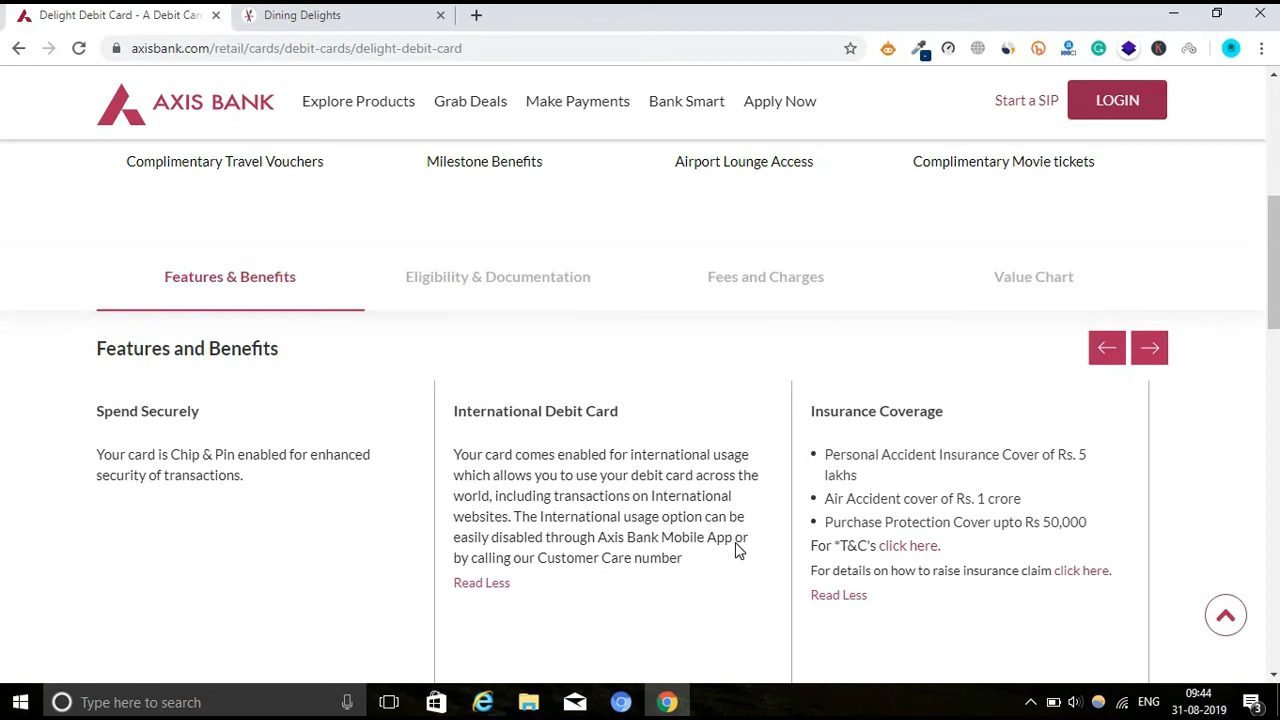 Delight Debit Card - A Debit Car
Dining Delights
axisbank.com/retail/cards/debit-cards/delight-debit-card
AXIS BANK
Explore Products
Grab Deals
Make Payments
Bank Smart
Apply Now
Start a SIP
LOGIN
Complimentary Travel Vouchers
Milestone Benefits
Airport Lounge Access
Complimentary Movie tickets
Features & Benefits
Eligibility & Documentation
Fees and Charges
Value Chart
Features and Benefits
Spend Securely
Your card is Chip & Pin enabled for enhanced
security of transactions.
International Debit Card
Your card comes enabled for international usage
which allows you to use your debit card across the
world, including transactions on International
websites. The International usage option can be
easily disabled through Axis Bank Mobile App or
by calling our Customer Care number
Read Less
Insurance Coverage
• Personal Accident Insurance Cover of Rs. 5
lakhs
• Air Accident cover of Rs. 1 crore
• Purchase Protection Cover upto Rs 50,000
For *T&C's click here.
For details on how to raise insurance claim click here.
Read Less
Type here to search
ENG
09:44
31-08-2019
3